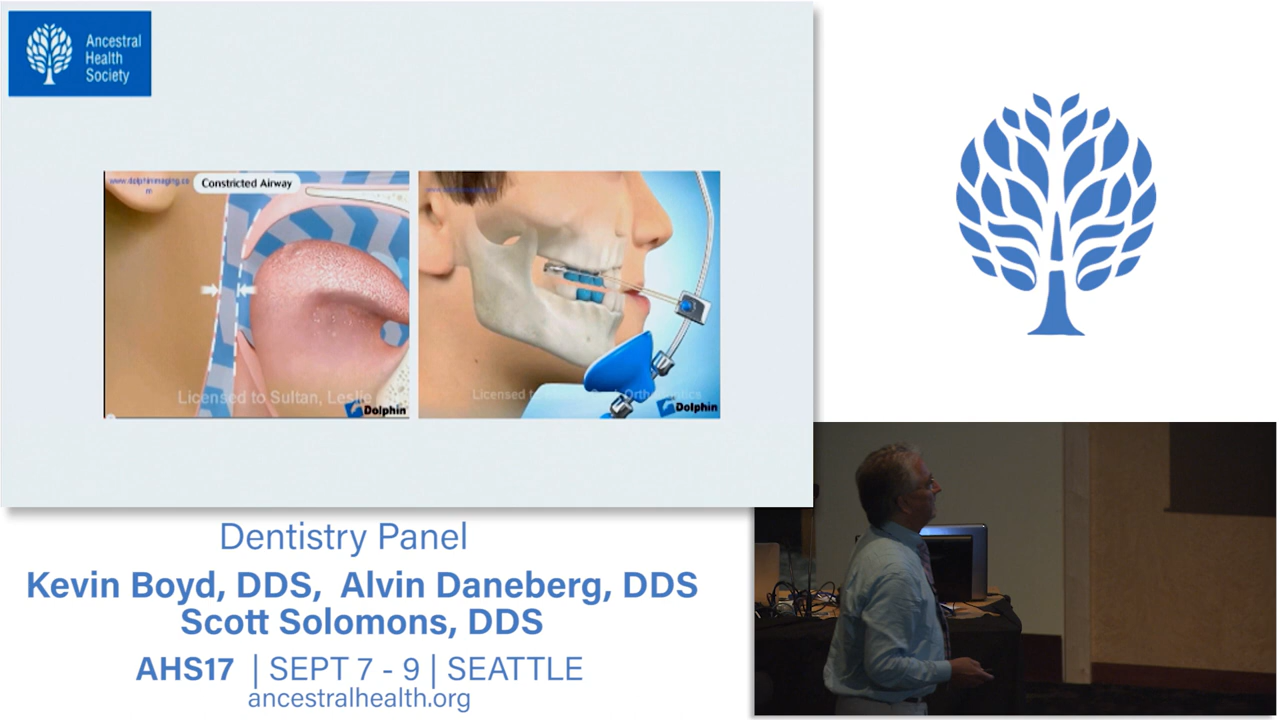 Ancestral
Health
Society
www.dolphinimaging.co
m
Constricted Airway
Licensed to Sultan, Leslie
Dolphin
Licensed
Dolphin
Dentistry Panel
Kevin Boyd, DDS, Alvin Daneberg, DDS
Scott Solomons, DDS
AHS17 | SEPT 7 - 9 | SEATTLE
ancestralhealth.org